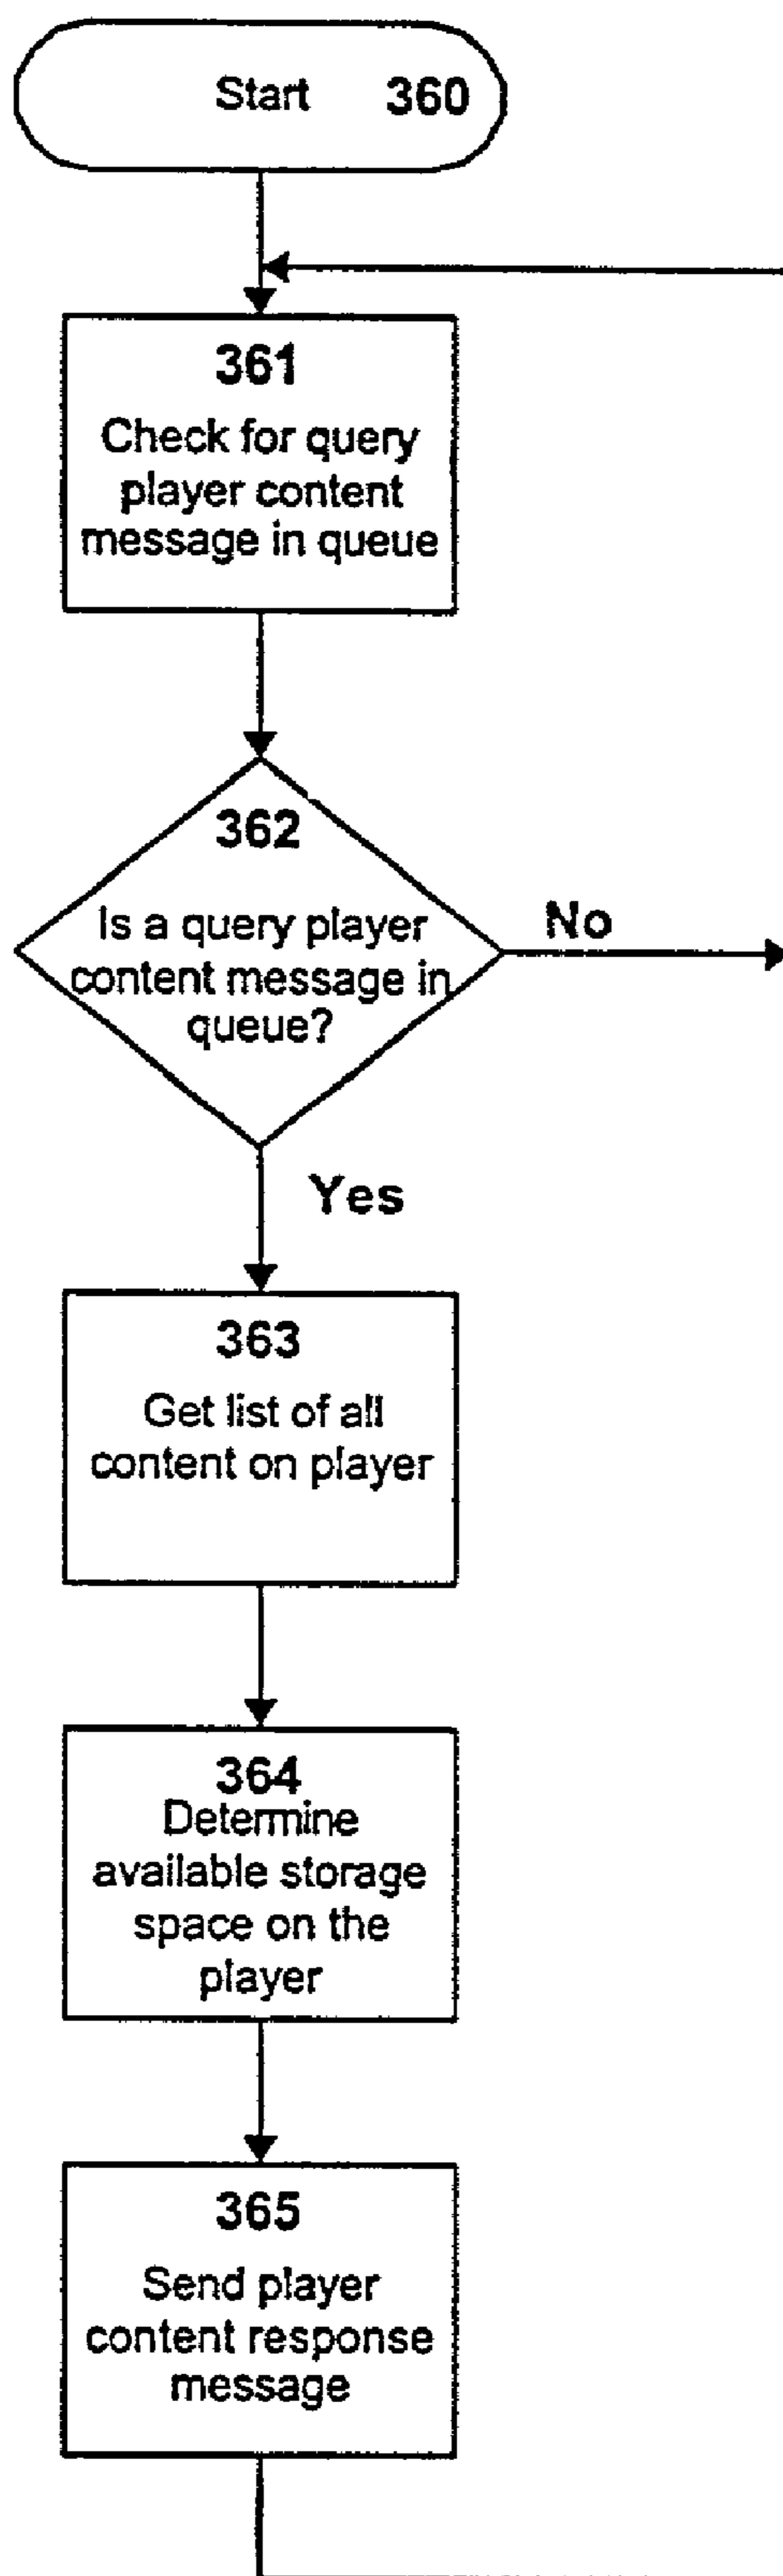 Start 360
361
Check for query
player content
message in queue
362
Is a query player
content message in
queue?
No
Yes
363
Get list of all
content on player
364
Determine
available storage
space on the
player
365
Send player
content response
message